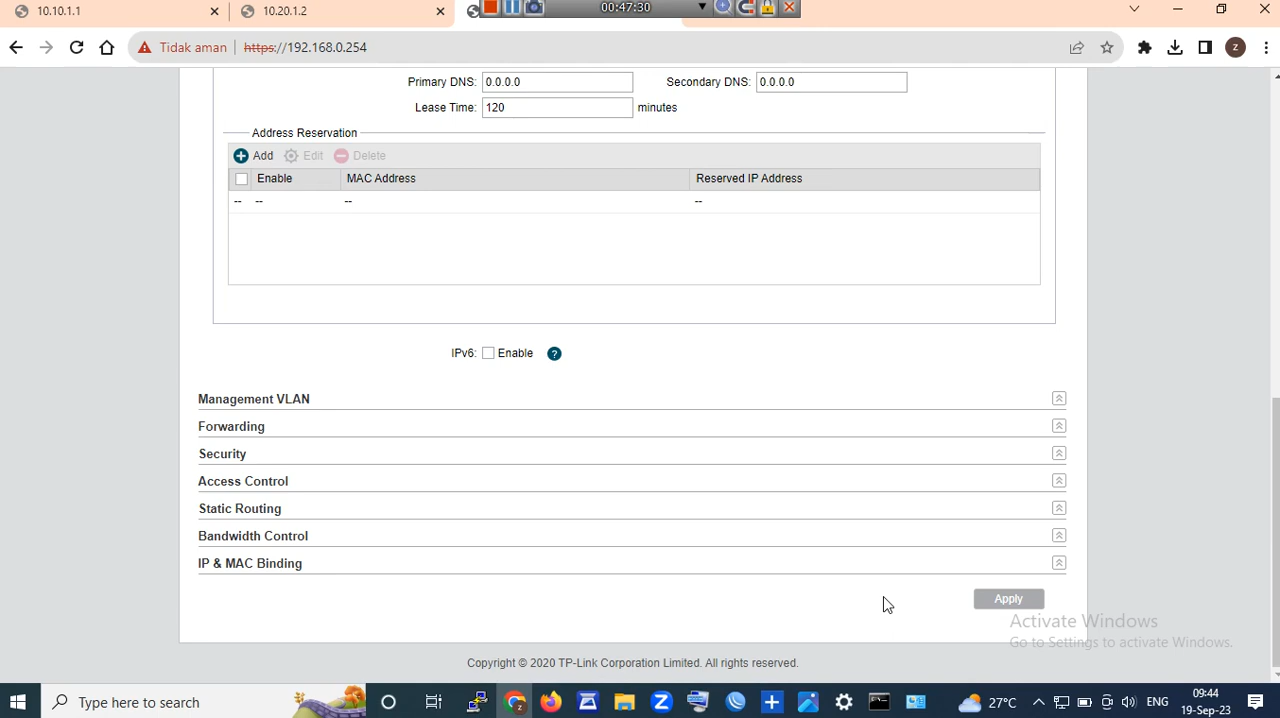 10.10.1.1
10.20.1.2
00:47:30
Tidak aman
https://192.168.0.254
Primary DNS: 0.0.0.0
Secondary DNS: 0.0.0.0
Lease Time: 120 minutes
Address Reservation
Add Edit Delete
Enable MAC Address Reserved IP Address
-- -- -- --
IPv6: Enable ?
Management VLAN
Forwarding
Security
Access Control
Static Routing
Bandwidth Control
IP & MAC Binding
Apply
Activate Windows
Go to Settings to activate Windows.
Copyright © 2020 TP-Link Corporation Limited. All rights reserved.
Type here to search
27°C
ENG
09:44
19-Sep-23